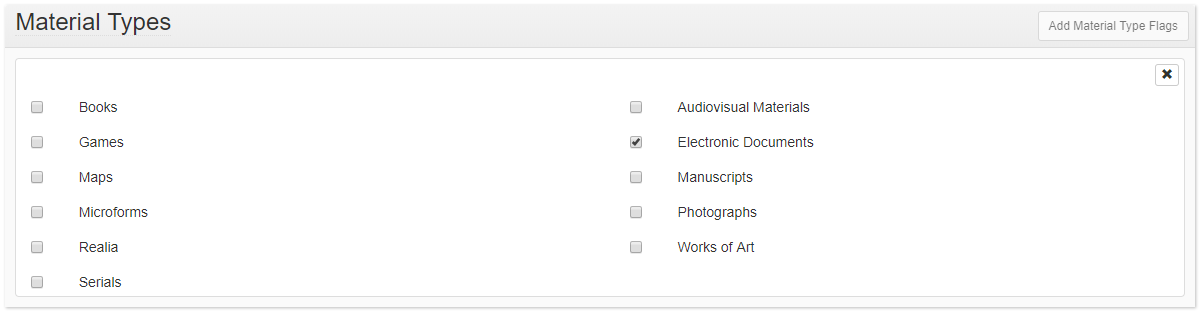 Material Types
Add Material Type Flags
Books
Audiovisual Materials
Games
Electronic Documents
Maps
Manuscripts
Microforms
Photographs
Realia
Works of Art
Serials